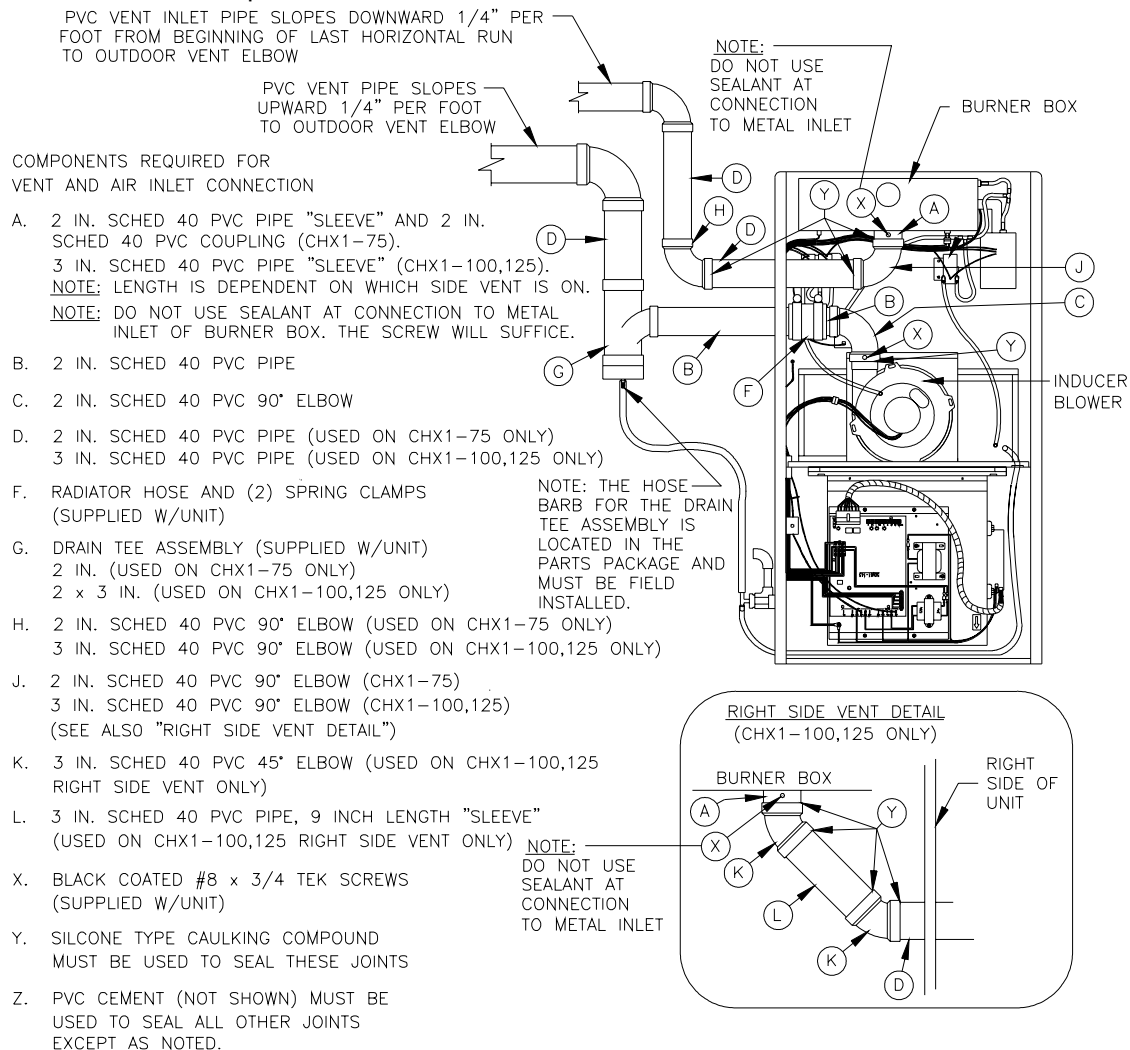 PVC VENT INLET PIPE SLOPES DOWNWARD 1/4" PER
FOOT FROM BEGINNING OF LAST HORIZONTAL RUN
TO OUTDOOR VENT ELBOW
PVC VENT PIPE SLOPES
UPWARD 1/4" PER FOOT
TO OUTDOOR VENT ELBOW
NOTE:
DO NOT USE
SEALANT AT
CONNECTION
TO METAL INLET
BURNER BOX
COMPONENTS REQUIRED FOR
VENT AND AIR INLET CONNECTION
A. 2 IN. SCHED 40 PVC PIPE "SLEEVE" AND 2 IN.
SCHED 40 PVC COUPLING (CHX1-75).
3 IN. SCHED 40 PVC PIPE "SLEEVE" (CHX1-100,125).
NOTE: LENGTH IS DEPENDENT ON WHICH SIDE VENT IS ON.
NOTE: DO NOT USE SEALANT AT CONNECTION TO METAL
INLET OF BURNER BOX. THE SCREW WILL SUFFICE.
B. 2 IN. SCHED 40 PVC PIPE
C. 2 IN. SCHED 40 PVC 90° ELBOW
D. 2 IN. SCHED 40 PVC PIPE (USED ON CHX1-75 ONLY)
3 IN. SCHED 40 PVC PIPE (USED ON CHX1-100,125 ONLY)
F. RADIATOR HOSE AND (2) SPRING CLAMPS
(SUPPLIED W/UNIT)
G. DRAIN TEE ASSEMBLY (SUPPLIED W/UNIT)
2 IN. (USED ON CHX1-75 ONLY)
2 x 3 IN. (USED ON CHX1-100,125 ONLY)
H. 2 IN. SCHED 40 PVC 90° ELBOW (USED ON CHX1-75 ONLY)
3 IN. SCHED 40 PVC 90° ELBOW (USED ON CHX1-100,125 ONLY)
J. 2 IN. SCHED 40 PVC 90° ELBOW (CHX1-75)
3 IN. SCHED 40 PVC 90° ELBOW (CHX1-100,125)
(SEE ALSO "RIGHT SIDE VENT DETAIL")
K. 3 IN. SCHED 40 PVC 45° ELBOW (USED ON CHX1-100,125
RIGHT SIDE VENT ONLY)
L. 3 IN. SCHED 40 PVC PIPE, 9 INCH LENGTH "SLEEVE"
(USED ON CHX1-100,125 RIGHT SIDE VENT ONLY)
X. BLACK COATED #8 x 3/4 TEK SCREWS
(SUPPLIED W/UNIT)
Y. SILCONE TYPE CAULKING COMPOUND
MUST BE USED TO SEAL THESE JOINTS
Z. PVC CEMENT (NOT SHOWN) MUST BE
USED TO SEAL ALL OTHER JOINTS
EXCEPT AS NOTED.
D
Y
X
A
H
D
D
J
B
C
X
Y
G
B
F
INDUCER
BLOWER
NOTE: THE HOSE
BARB FOR THE DRAIN
TEE ASSEMBLY IS
LOCATED IN THE
PARTS PACKAGE AND
MUST BE FIELD
INSTALLED.
RIGHT SIDE VENT DETAIL
(CHX1-100,125 ONLY)
BURNER BOX
RIGHT
SIDE OF
UNIT
A
Y
X
K
L
K
D
NOTE:
DO NOT USE
SEALANT AT
CONNECTION
TO METAL INLET